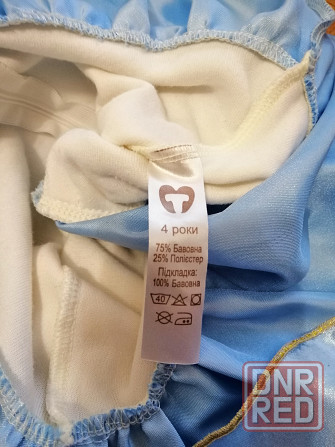 4 роки
75% Бавовна
25% Поліестер
Підкладка:
100% Бавовна
40
DNR
RED